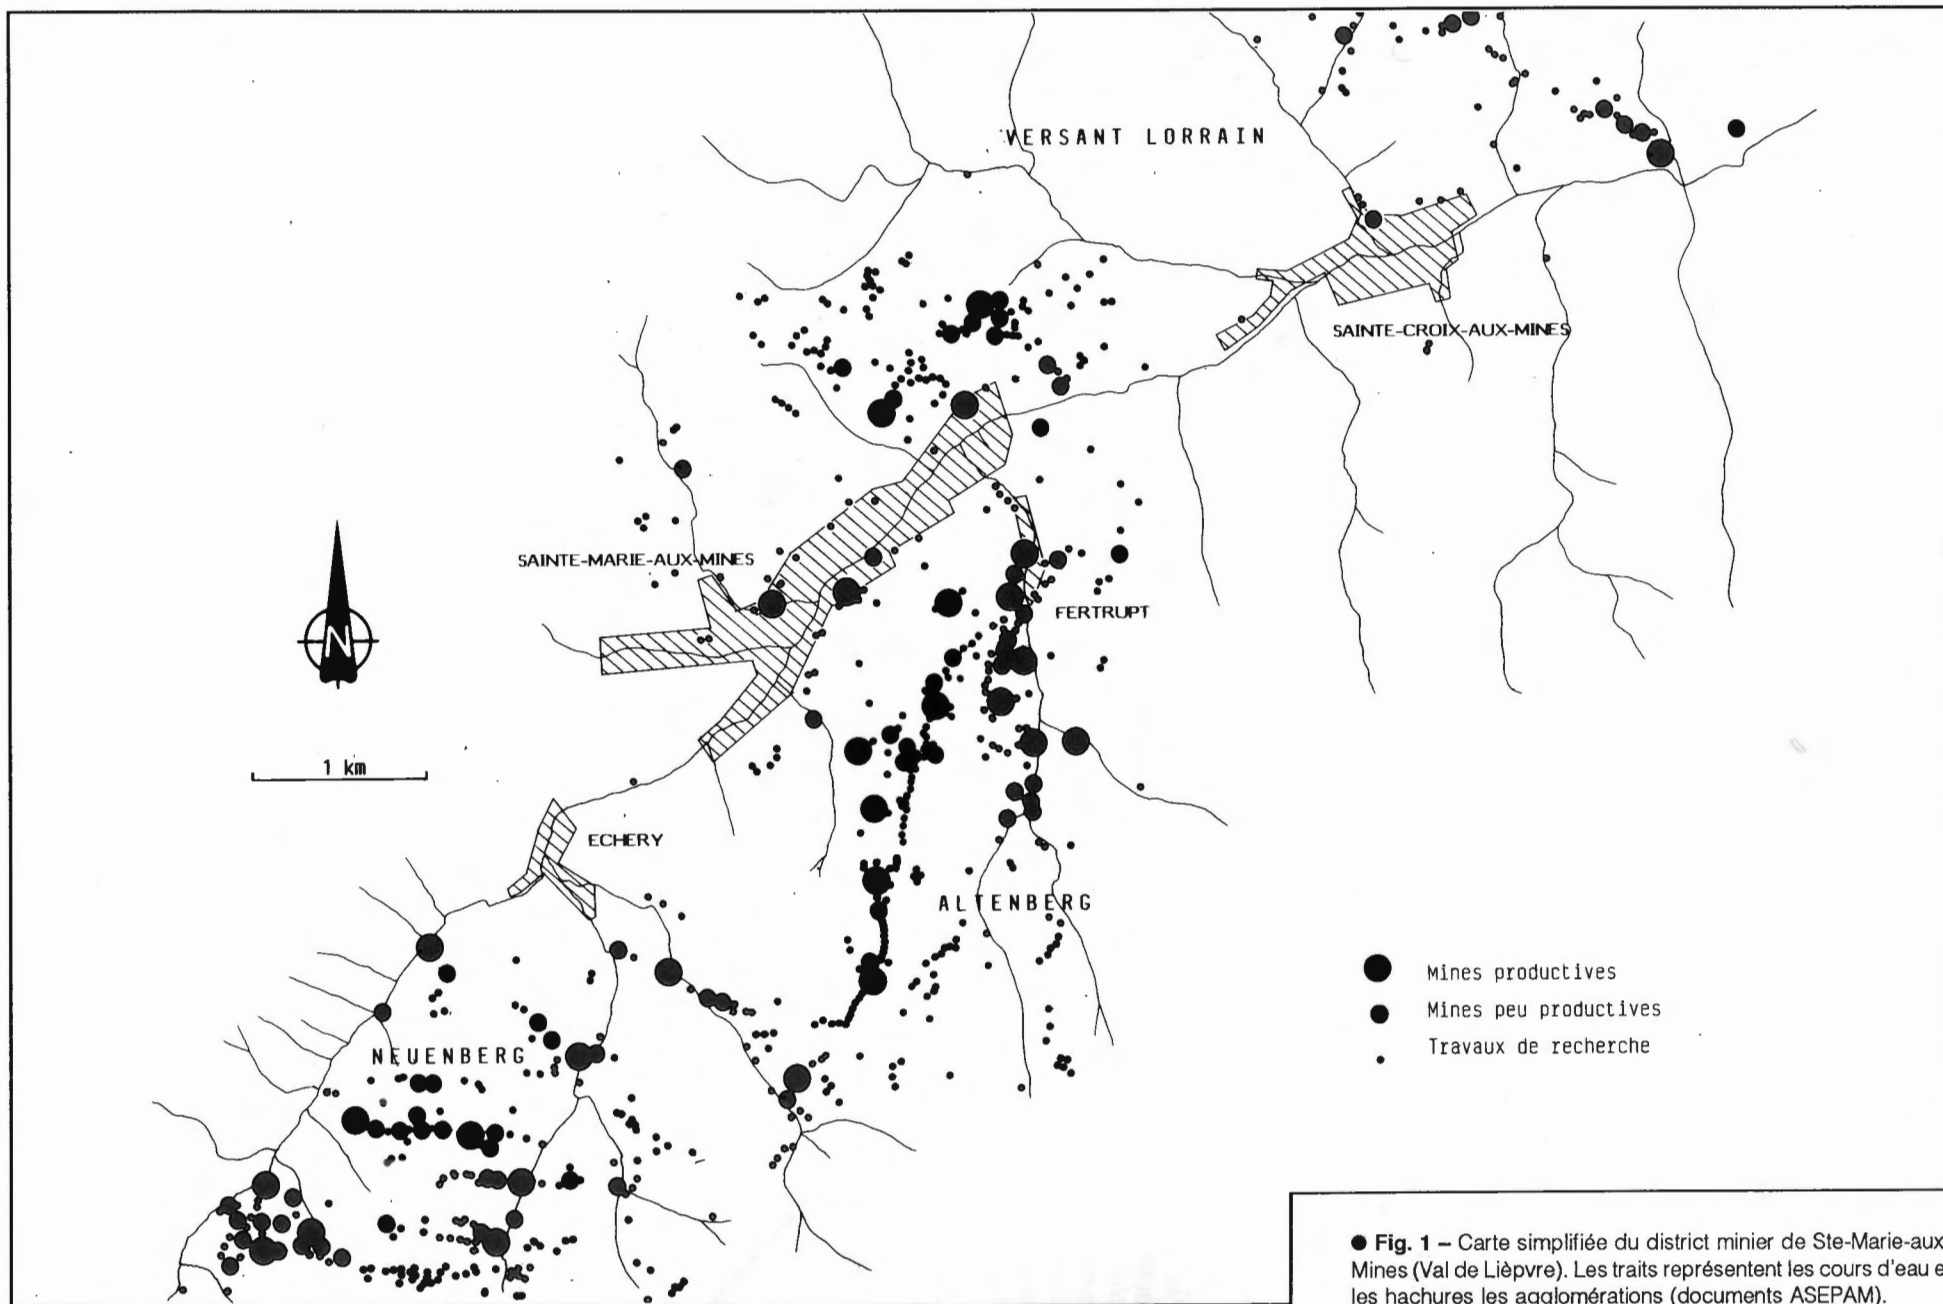 VERSANT LORRAIN
SAINTE-CROIX-AUX-MINES
SAINTE-MARIE-AUX-MINES
FERTRUPT
N
1 km
ECHERY
ALTENBERG
NEUENBERG
Mines productives
Mines peu productives
Travaux de recherche
● Fig. 1 – Carte simplifiée du district minier de Ste-Marie-aux
Mines (Val de Lièpvre). Les traits représentent les cours d'eau e
les hachures les agglomérations (documents ASEPAM).